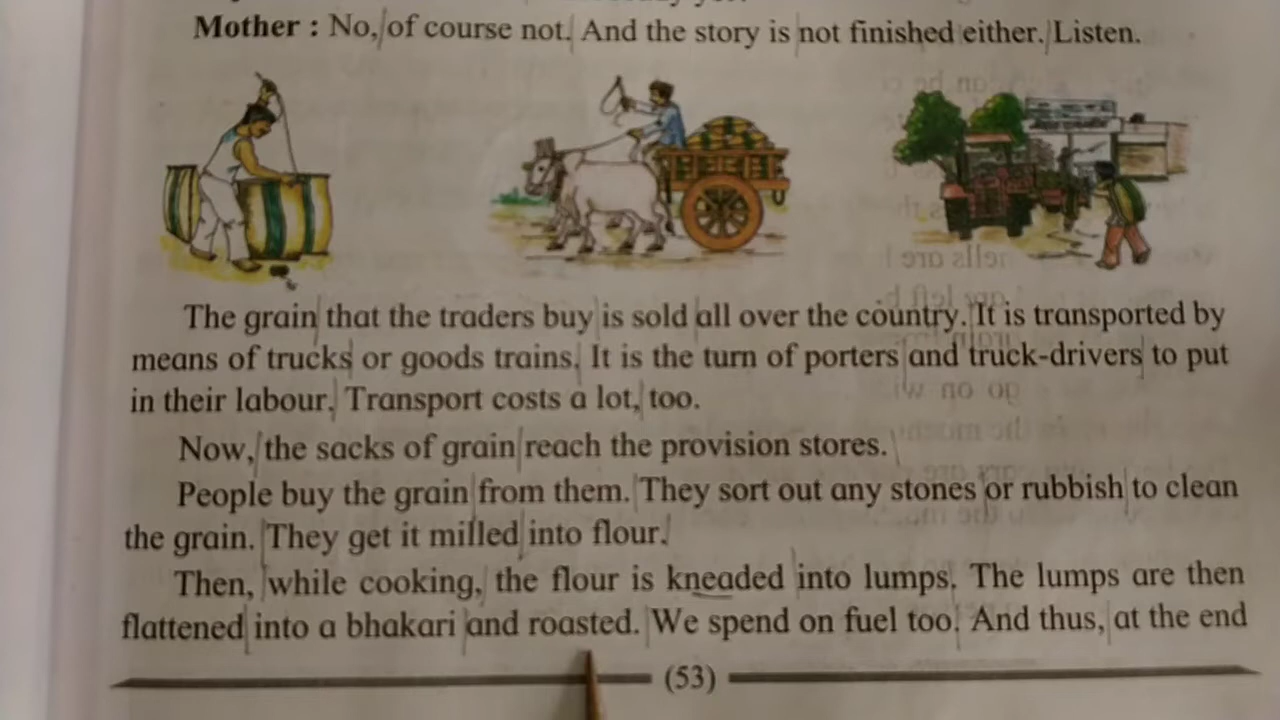 Mother : No, of course not. And the story is not finished either. Listen.
The grain that the traders buy is sold all over the country. It is transported by
means of trucks or goods trains. It is the turn of porters and truck-drivers to put
in their labour. Transport costs a lot, too.
Now, the sacks of grain reach the provision stores.
People buy the grain from them. They sort out any stones or rubbish to clean
the grain. They get it milled into flour.
Then, while cooking, the flour is kneaded into lumps. The lumps are then
flattened into a bhakari and roasted. We spend on fuel too. And thus, at the end
(53)